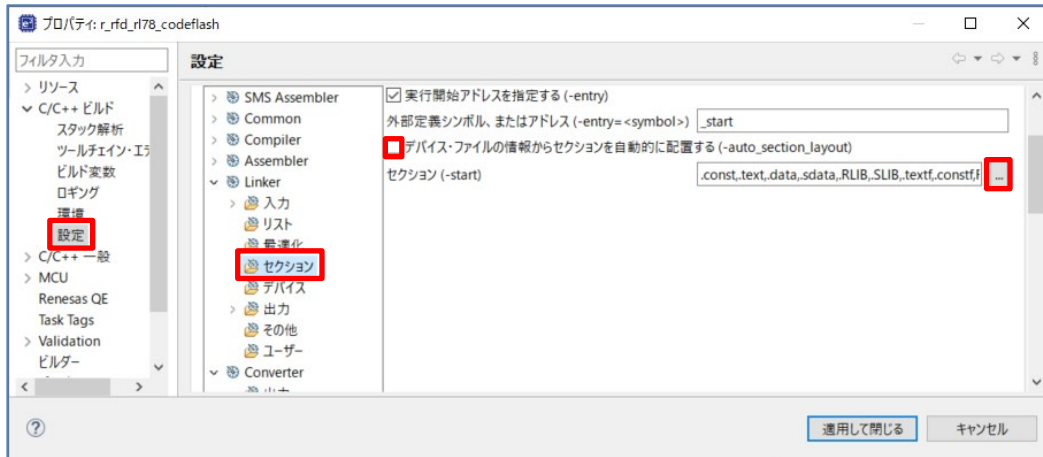 プロパティ: r_rfd_rl78_codeflash
フィルタ入力
リソース
C/C++ ビルド
スタック解析
ツールチェイン・エデ
ビルド変数
ロギング
環境
設定
C/C++ 一般
MCU
Renesas QE
Task Tags
Validation
ビルダー
設定
SMS Assembler
Common
Compiler
Assembler
Linker
入力
リスト
最適化
セクション
デバイス
出力
その他
ユーザー
Converter
出力
実行開始アドレスを指定する (-entry)
外部定義シンボル、またはアドレス (-entry=<symbol>)
_start
デバイス・ファイルの情報からセクションを自動的に配置する (-auto_section_layout)
セクション (-start)
.const,.text,.data,.sdata,.RLIB,.SLIB,.textf,.constf,
...
適用して閉じる
キャンセル